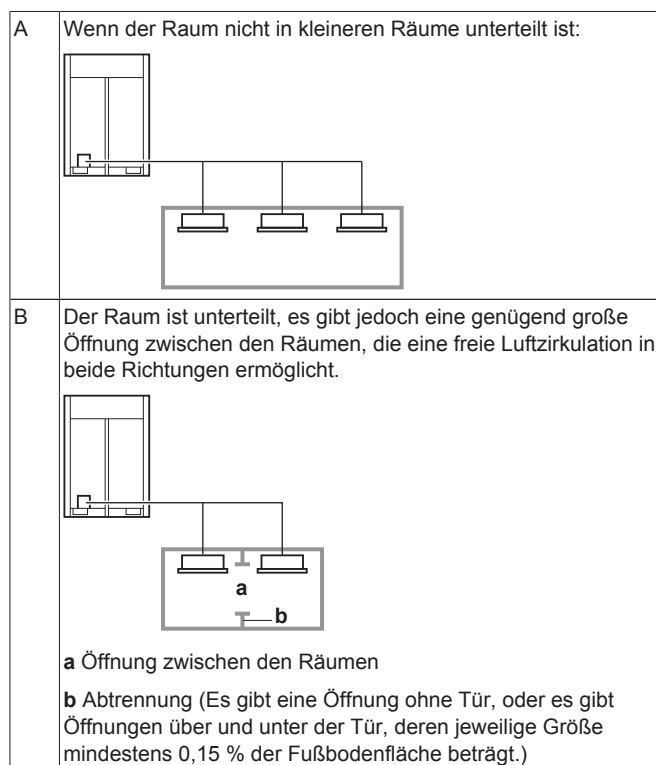 A Wenn der Raum nicht in kleineren Räume unterteilt ist:
B Der Raum ist unterteilt, es gibt jedoch eine genügend große
Öffnung zwischen den Räumen, die eine freie Luftzirkulation in
beide Richtungen ermöglicht.
a
b
a Öffnung zwischen den Räumen
b Abtrennung (Es gibt eine Öffnung ohne Tür, oder es gibt
Öffnungen über und unter der Tür, deren jeweilige Größe
mindestens 0,15 % der Fußbodenfläche beträgt.)